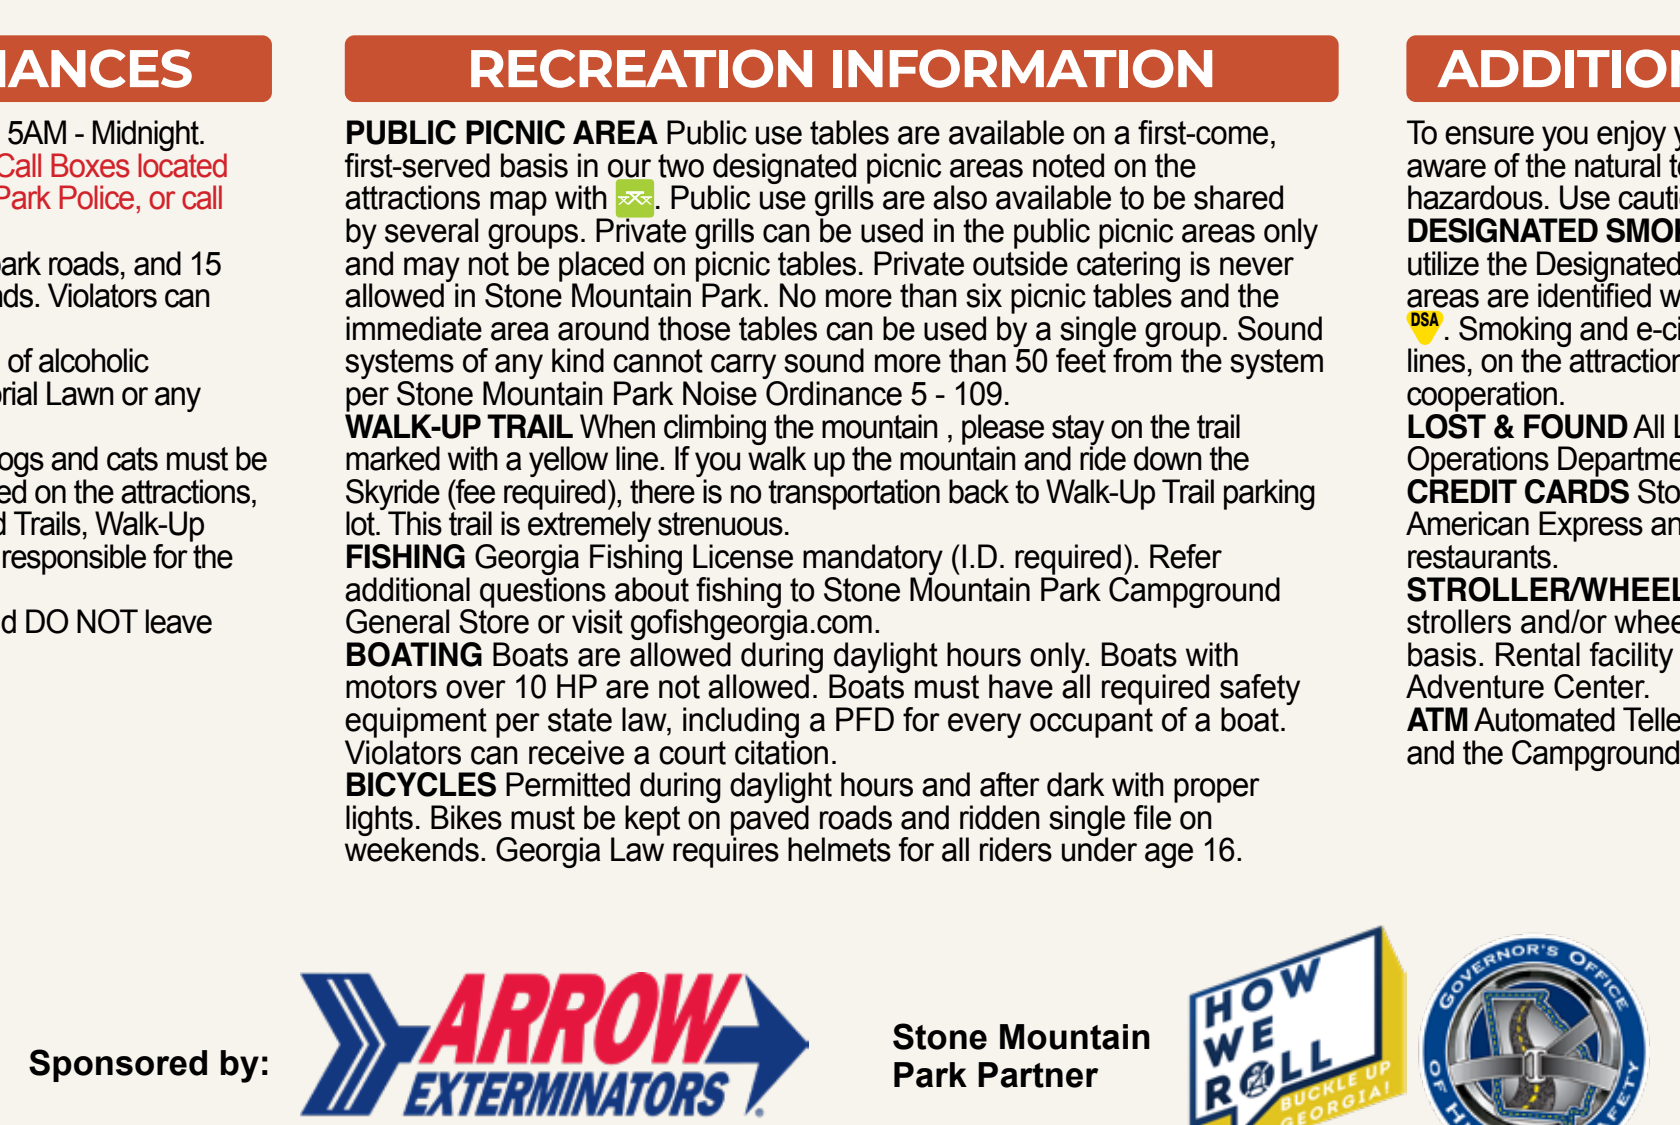 ANCES
5AM - Midnight.
Call Boxes located
Park Police, or call
ark roads, and 15
ds. Violators can
of alcoholic
rial Lawn or any
ogs and cats must be
ed on the attractions,
d Trails, Walk-Up
responsible for the
d DO NOT leave
RECREATION INFORMATION
PUBLIC PICNIC AREA Public use tables are available on a first-come,
first-served basis in our two designated picnic areas noted on the
attractions map with . Public use grills are also available to be shared
by several groups. Private grills can be used in the public picnic areas only
and may not be placed on picnic tables. Private outside catering is never
allowed in Stone Mountain Park. No more than six picnic tables and the
immediate area around those tables can be used by a single group. Sound
systems of any kind cannot carry sound more than 50 feet from the system
per Stone Mountain Park Noise Ordinance 5 - 109.
WALK-UP TRAIL When climbing the mountain , please stay on the trail
marked with a yellow line. If you walk up the mountain and ride down the
Skyride (fee required), there is no transportation back to Walk-Up Trail parking
lot. This trail is extremely strenuous.
FISHING Georgia Fishing License mandatory (I.D. required). Refer
additional questions about fishing to Stone Mountain Park Campground
General Store or visit gofishgeorgia.com.
BOATING Boats are allowed during daylight hours only. Boats with
motors over 10 HP are not allowed. Boats must have all required safety
equipment per state law, including a PFD for every occupant of a boat.
Violators can receive a court citation.
BICYCLES Permitted during daylight hours and after dark with proper
lights. Bikes must be kept on paved roads and ridden single file on
weekends. Georgia Law requires helmets for all riders under age 16.
ADDITION
To ensure you enjoy y
aware of the natural t
hazardous. Use cauti
DESIGNATED SMO
utilize the Designated
areas are identified w
DSA . Smoking and e-ci
lines, on the attraction
cooperation.
LOST & FOUND All L
Operations Departme
CREDIT CARDS Sto
American Express an
restaurants.
STROLLER/WHEEL
strollers and/or whee
basis. Rental facility
Adventure Center.
ATM Automated Telle
and the Campground
Sponsored by:
ARROW
EXTERMINATORS
Stone Mountain
Park Partner
HOW
WE
ROLL
BUCKLE UP
GEORGIA!
GOVERNOR'S OFFICE
OF H
FETY